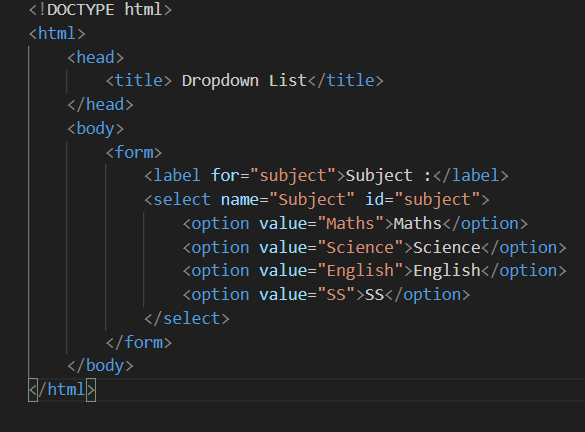 <!DOCTYPE html>
<html>
    <head>
        <title> Dropdown List</title>
    </head>
    <body>
        <form>
            <label for="subject">Subject :</label>
            <select name="Subject" id="subject">
                <option value="Maths">Maths</option>
                <option value="Science">Science</option>
                <option value="English">English</option>
                <option value="SS">SS</option>
            </select>
        </form>
    </body>
</html>